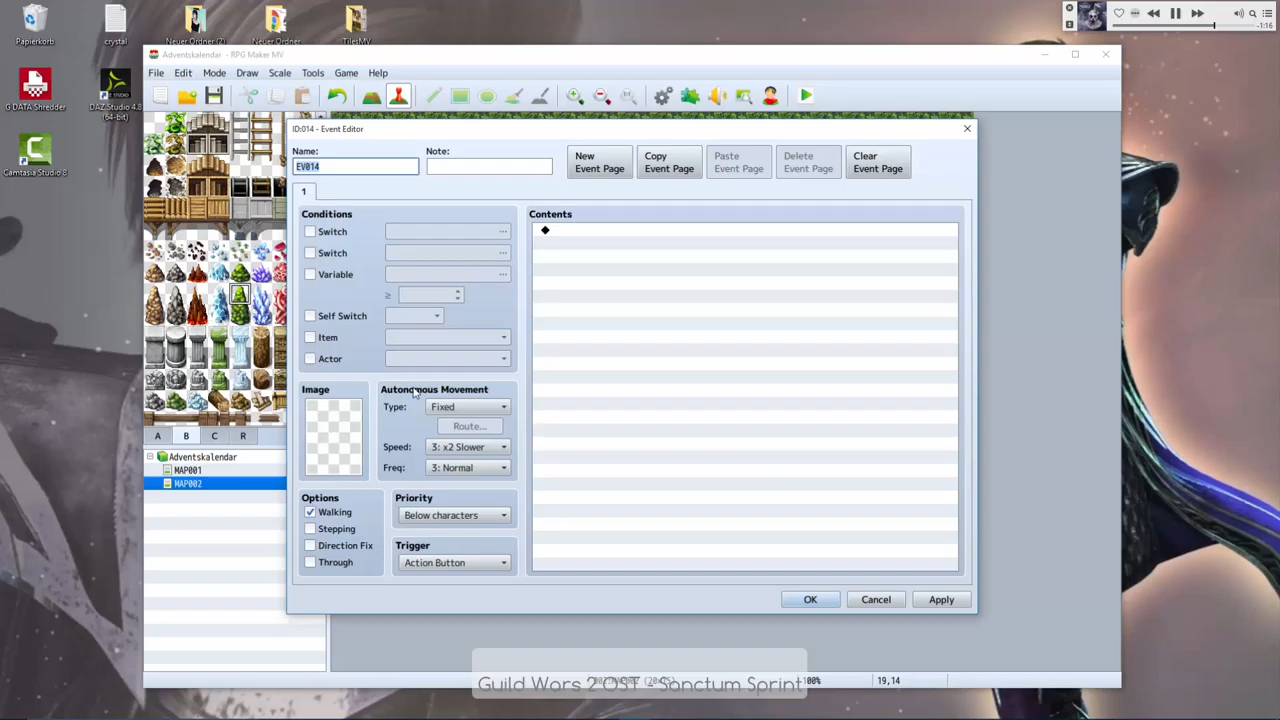 Papierkorb
crystal
Neuer Ordner (2)
Neuer Ordner
TilesMV
-1:16
G DATA Shredder
DAZ Studio 4.8 (64-bit)
Camtasia Studio 8
Adventskalendar - RPG Maker MV
File Edit Mode Draw Scale Tools Game Help
ID:014 - Event Editor
Name:
Note:
EV014
New Event Page
Copy Event Page
Paste Event Page
Delete Event Page
Clear Event Page
1
Conditions
Switch ...
Switch ...
Variable ...
≥
Self Switch
Item
Actor
Image
Autonomous Movement
Type: Fixed
Route...
Speed: 3: x2 Slower
Freq: 3: Normal
Options
Walking
Stepping
Direction Fix
Through
Priority
Below characters
Trigger
Action Button
Contents
◆
OK Cancel Apply
A B C R
Adventskalendar
MAP001
MAP002
Guild Wars 2 OST - Sanctum Sprint
100%
19,14